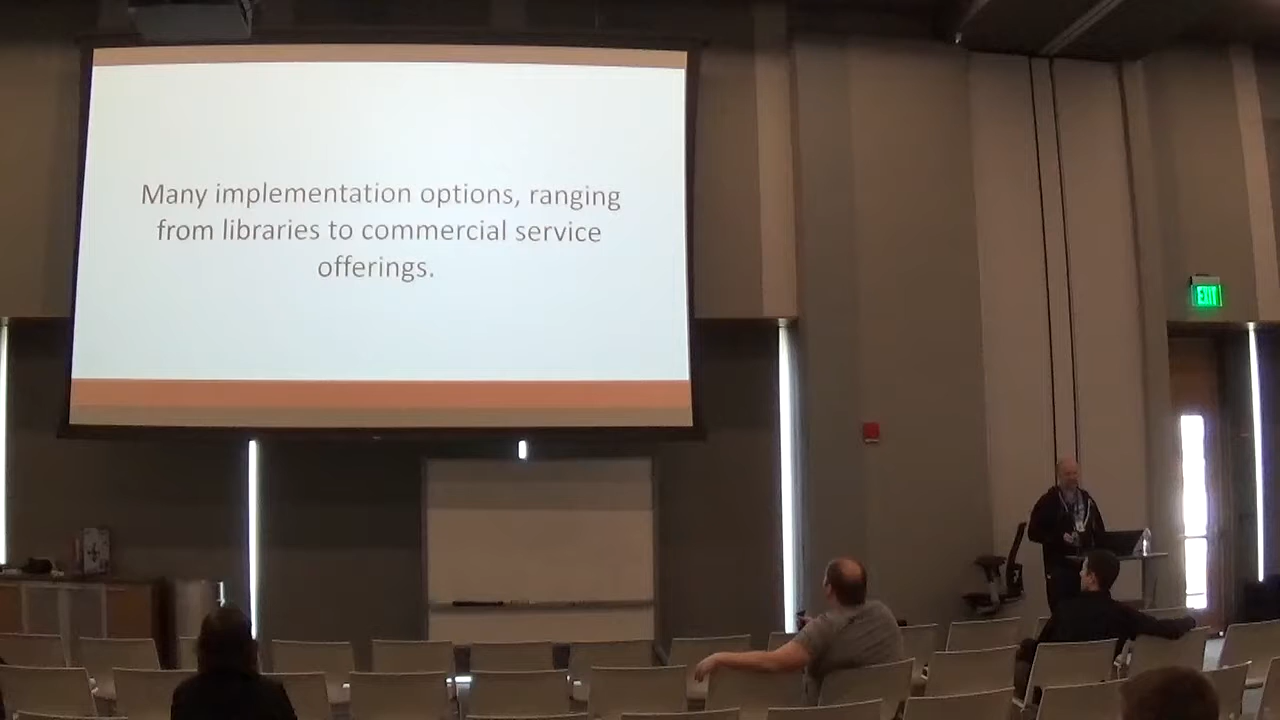 Many implementation options, ranging
from libraries to commercial service
offerings.
EXIT